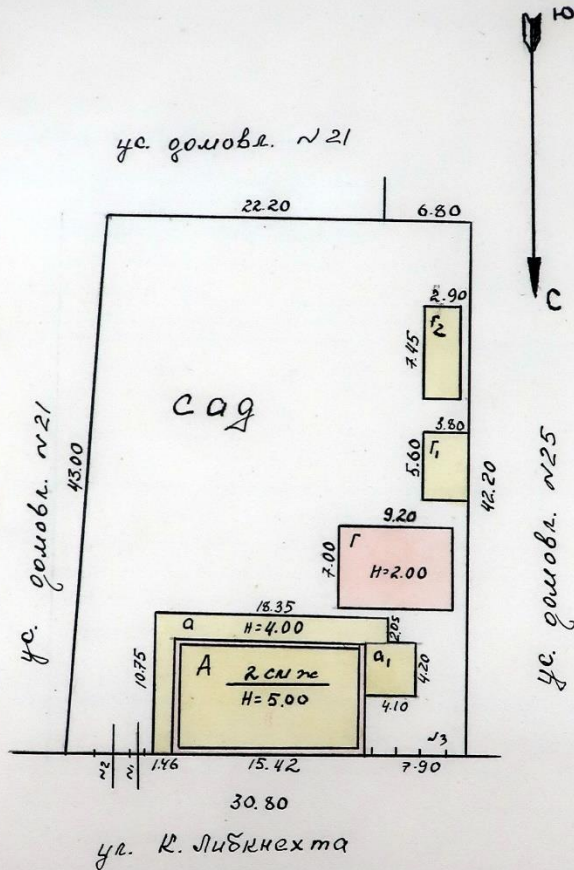 Ю
ус. домовл. №21
22.20
6.80
С
2.90
Г2
7.45
сад
3.80
Г1
5.60
ус. домовл. №21
43.00
42.20
ус. домовл. №25
9.20
Г
7.00
H=2.00
18.35
а
H=4.00
2.05
А
2 см ж
H=5.00
а1
4.20
4.10
10.75
№2
№1
№3
1.46
15.42
7.90
30.80
ул. К. Либкнехта